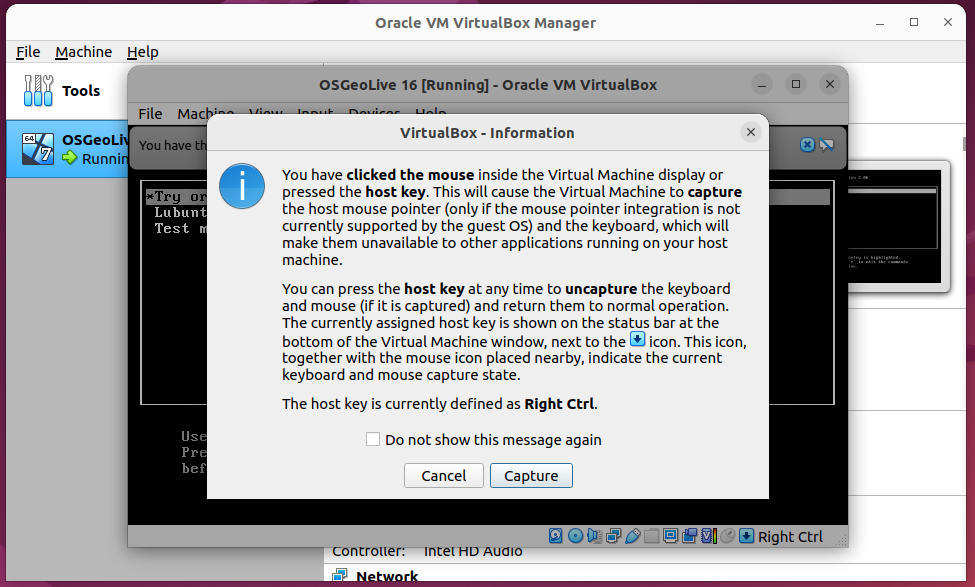 Oracle VM VirtualBox Manager
File Machine Help
Tools
OSGeoLive 16 [Running] - Oracle VM VirtualBox
File Machine View Input Devices Help
64
7
Runnin
You have th
VirtualBox - Information
*Try or
Lubunt
Test m
You have clicked the mouse inside the Virtual Machine display or
pressed the host key. This will cause the Virtual Machine to capture
the host mouse pointer (only if the mouse pointer integration is not
currently supported by the guest OS) and the keyboard, which will
make them unavailable to other applications running on your host
machine.
You can press the host key at any time to uncapture the keyboard
and mouse (if it is captured) and return them to normal operation.
The currently assigned host key is shown on the status bar at the
bottom of the Virtual Machine window, next to the icon. This icon,
together with the mouse icon placed nearby, indicate the current
keyboard and mouse capture state.
The host key is currently defined as Right Ctrl.
Do not show this message again
Cancel Capture
Use
Pre
bef
Right Ctrl
Controller: Intel HD Audio
Network